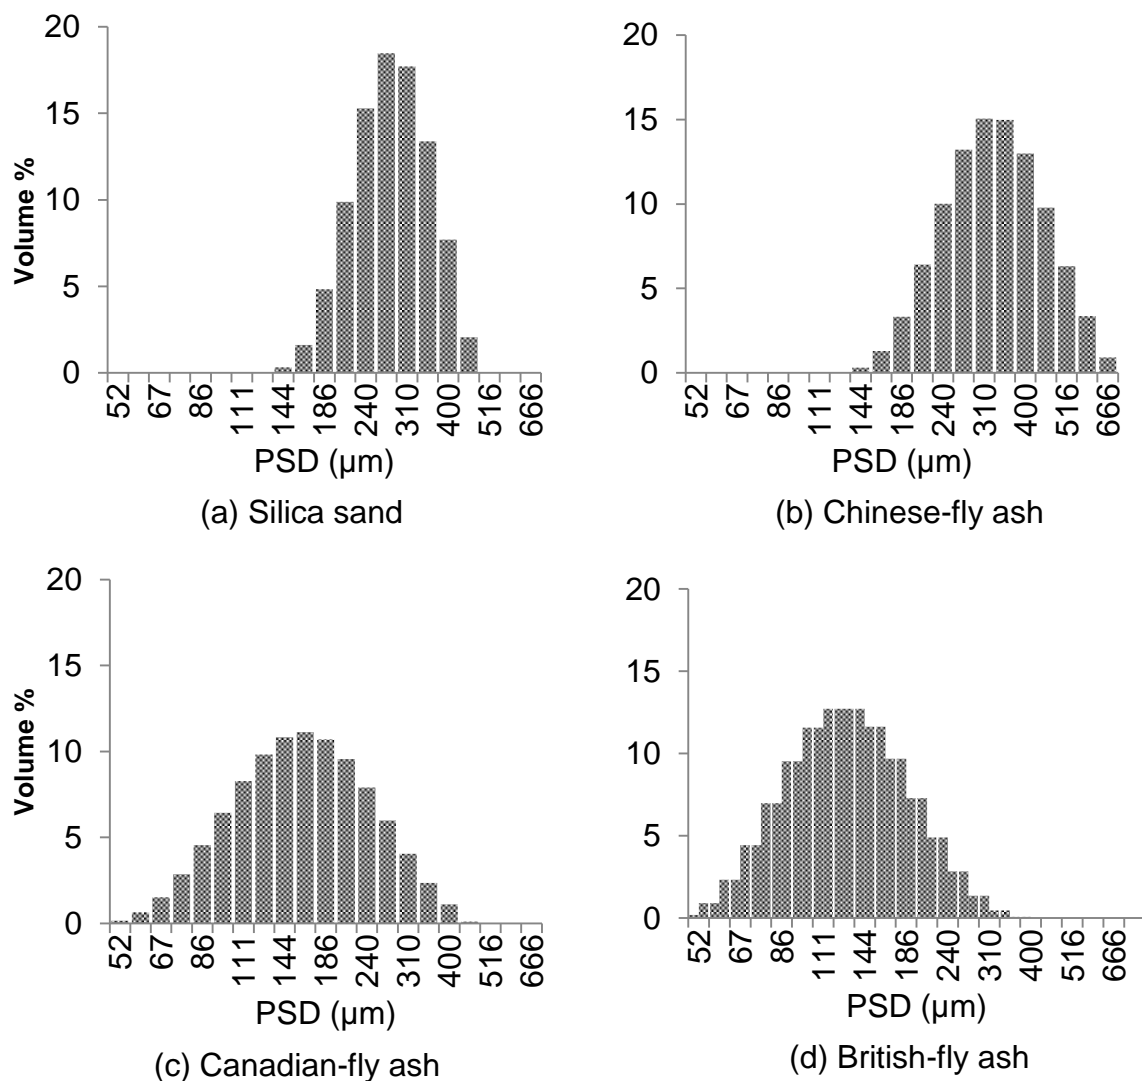 20
15
10
5
0
Volume %
52 67 86 111 144 186 240 310 400 516 666
PSD (µm)
(a) Silica sand
20
15
10
5
0
52 67 86 111 144 186 240 310 400 516 666
PSD (µm)
(b) Chinese-fly ash
20
15
10
5
0
Volume %
52 67 86 111 144 186 240 310 400 516 666
PSD (µm)
(c) Canadian-fly ash
20
15
10
5
0
52 67 86 111 144 186 240 310 400 516 666
PSD (µm)
(d) British-fly ash